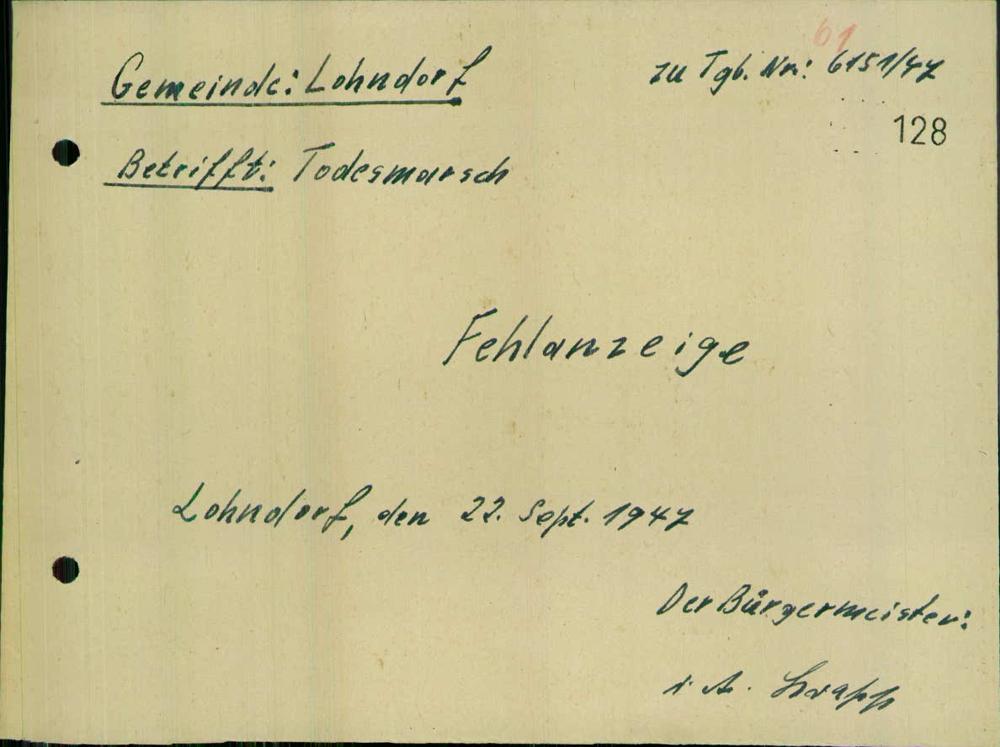 61
Gemeinde: Lohndorf
zu Tgb. Nr.: 6151/47
128
Betrifft: Todesmarsch
Fehlanzeige
Lohndorf, den 22. Sept. 1947
Der Bürgermeister:
i. A.